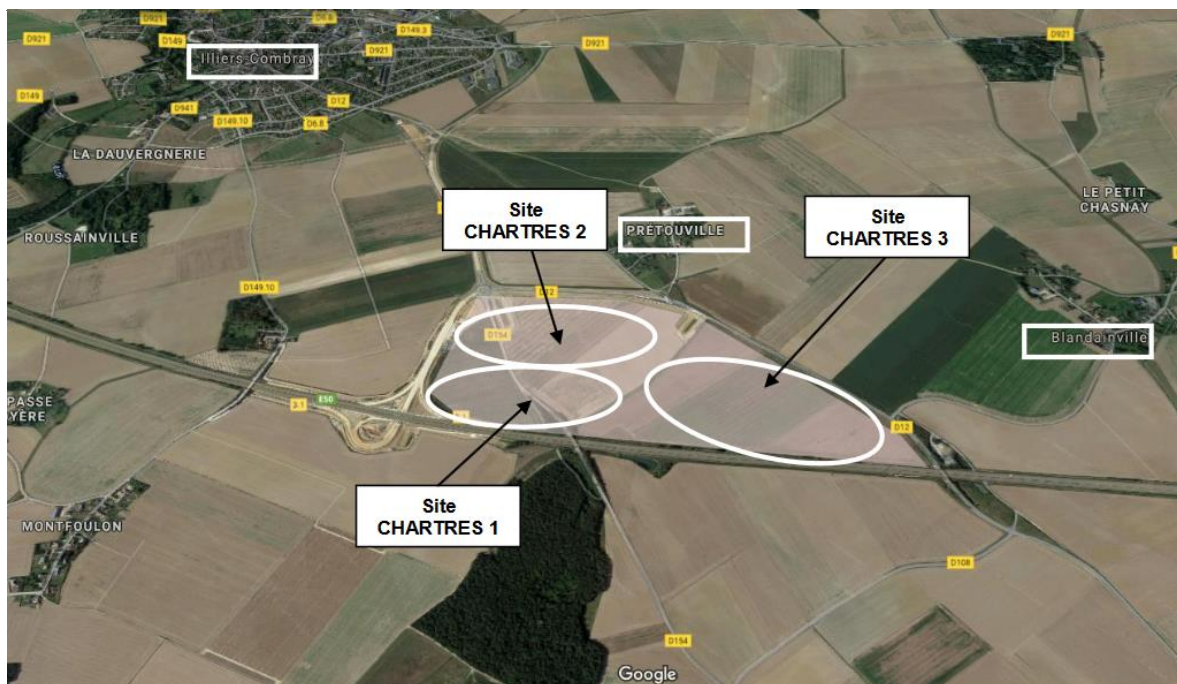 D921
D6.8
D921
D149
D149.3
D921
D921
Illiers-Combray
D149
D12
D941
D149.10
D6.8
LA DAUVERGNERIE
Site
CHARTRES 2
Site
CHARTRES 3
LE PETIT
CHASNAY
ROUSSAINVILLE
PRÉTOUVILLE
D149.10
D12
D154
Blandainville
PASSE
YÈRE
E50
3.1
D12
Site
CHARTRES 1
MONTFOULON
D108
D154
Google